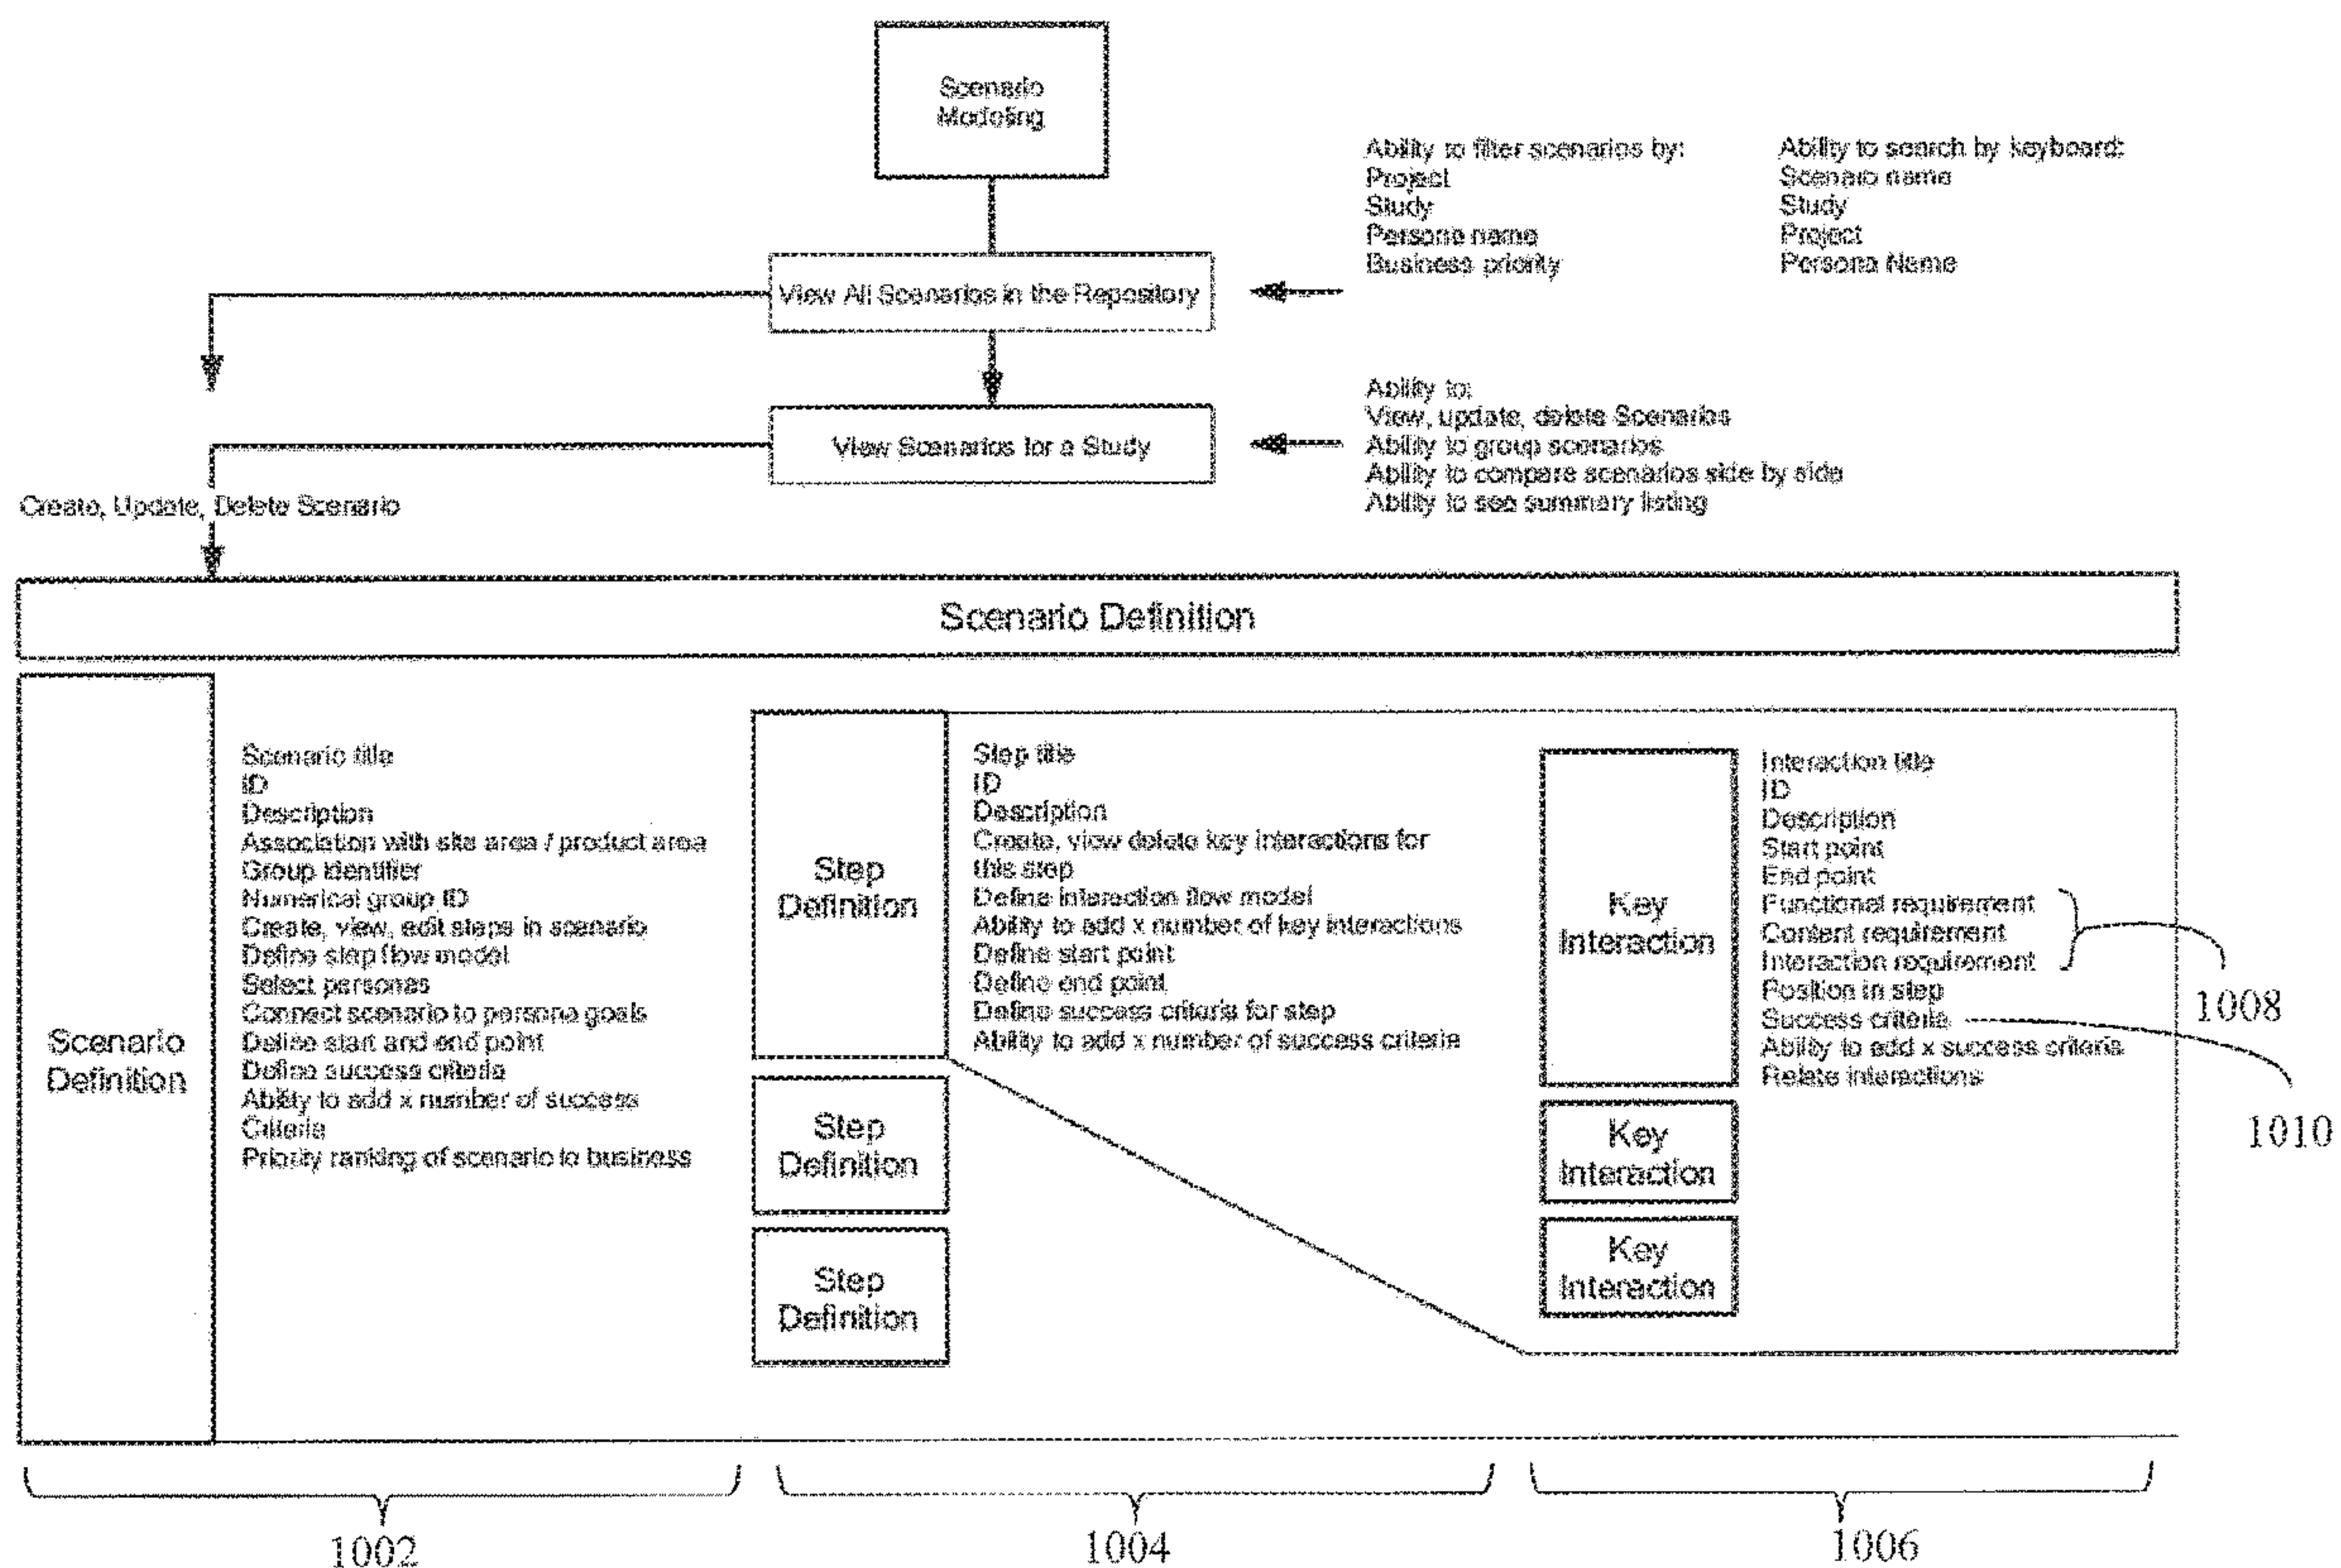 Scenario
Modeling
Ability to filter scenarios by:
Project
Study
Persona name
Business priority
Ability to search by keyboard:
Scenario name
Study
Project
Persona Name
View All Scenarios in the Repository
Ability to:
View, update, delete Scenarios
Ability to group scenarios
Ability to compare scenarios side by side
Ability to see summary listing
View Scenarios for a Study
Create, Update, Delete Scenario
Scenario Definition
Scenario
Definition
Scenario title
ID
Description
Association with site area / product area
Group identifier
Numerical group ID
Create, view, edit steps in scenario
Define step flow model
Select personas
Connect scenario to persona goals
Define start and end point
Define success criteria
Ability to add x number of success
Criteria
Priority ranking of scenario to business
Step
Definition
Step title
ID
Description
Create, view delete key interactions for
this step
Define interaction flow model
Ability to add x number of key interactions
Define start point
Define end point
Define success criteria for step
Ability to add x number of success criteria
Step
Definition
Step
Definition
Key
Interaction
Interaction title
ID
Description
Start point
End point
Functional requirement
Content requirement
Interaction requirement
Position in step
Success criteria
Ability to add x success criteria
Relate interactions
1008
1010
Key
Interaction
Key
Interaction
1002
1004
1006